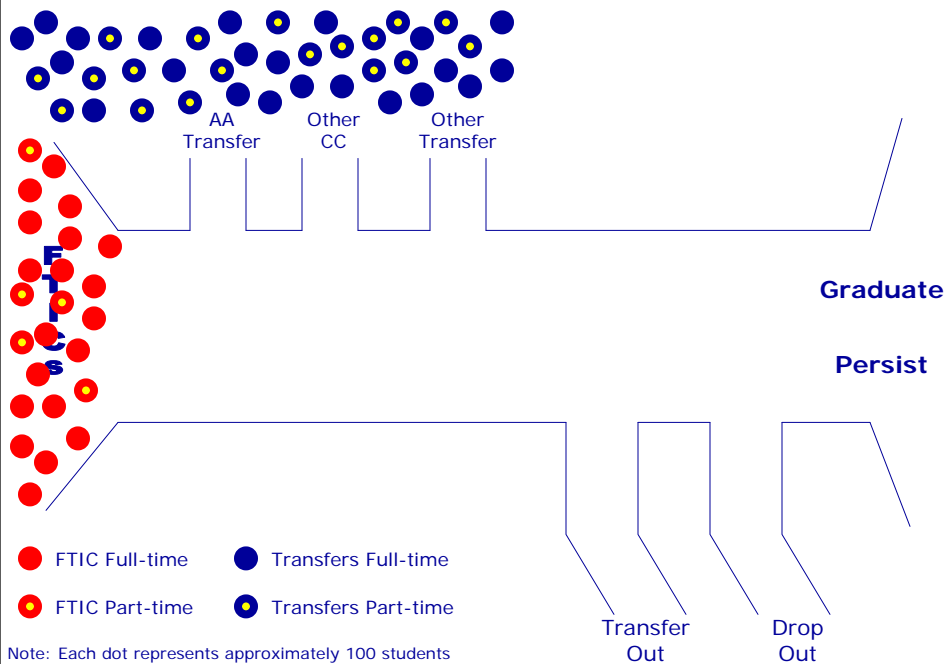 AA
Transfer
Other
CC
Other
Transfer
FTICs
Graduate
Persist
FTIC Full-time
Transfers Full-time
FTIC Part-time
Transfers Part-time
Transfer
Out
Drop
Out
Note: Each dot represents approximately 100 students